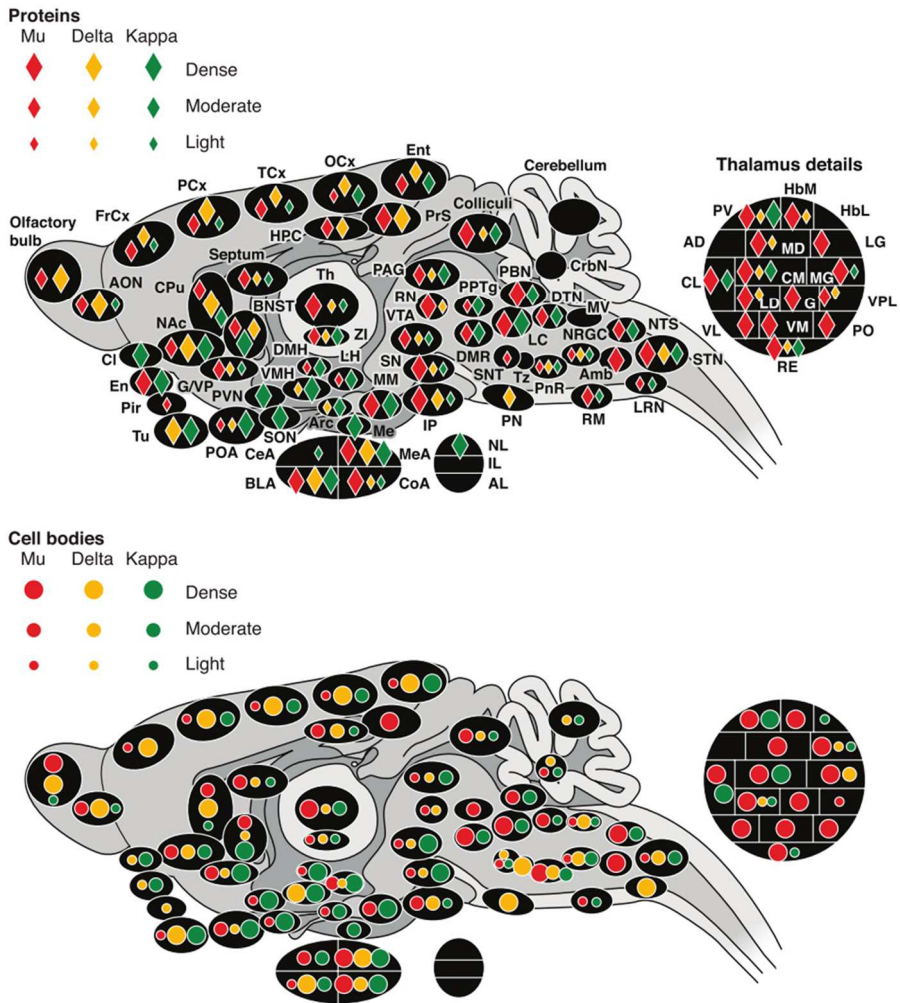 Proteins
Mu Delta Kappa
Dense
Moderate
Light
Ent
OCx
TCx
PCx
FrCx
Cerebellum
Thalamus details
HbM
PV
HbL
Olfactory
bulb
HPC
PrS
Colliculi
AD
MD
LG
AON
Septum
CPu
Th
PAG
PBN
CrbN
CL
CM
MG
BNST
RN
PPTg
DTN
MV
LD
G
VPL
NAc
ZI
VTA
LC
NRGC
NTS
VL
VM
PO
Cl
DMH
LH
SN
DMR
STN
RE
En
G/VP
VMH
MM
SNT
Tz
PnR
Amb
Pir
PVN
Tu
POA
SON
Arc
Me
IP
PN
RM
LRN
CeA
MeA
NL
IL
BLA
CoA
AL
Cell bodies
Mu Delta Kappa
Dense
Moderate
Light